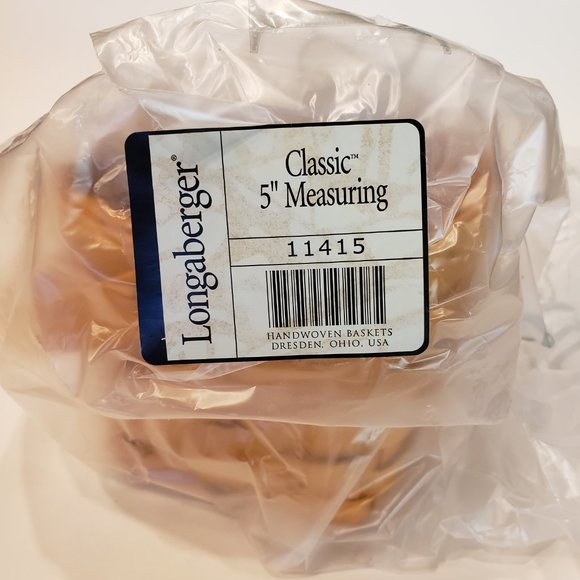 Longaberger®
Classic™
5" Measuring
11415
HANDWOVEN BASKETS
DRESDEN, OHIO, USA